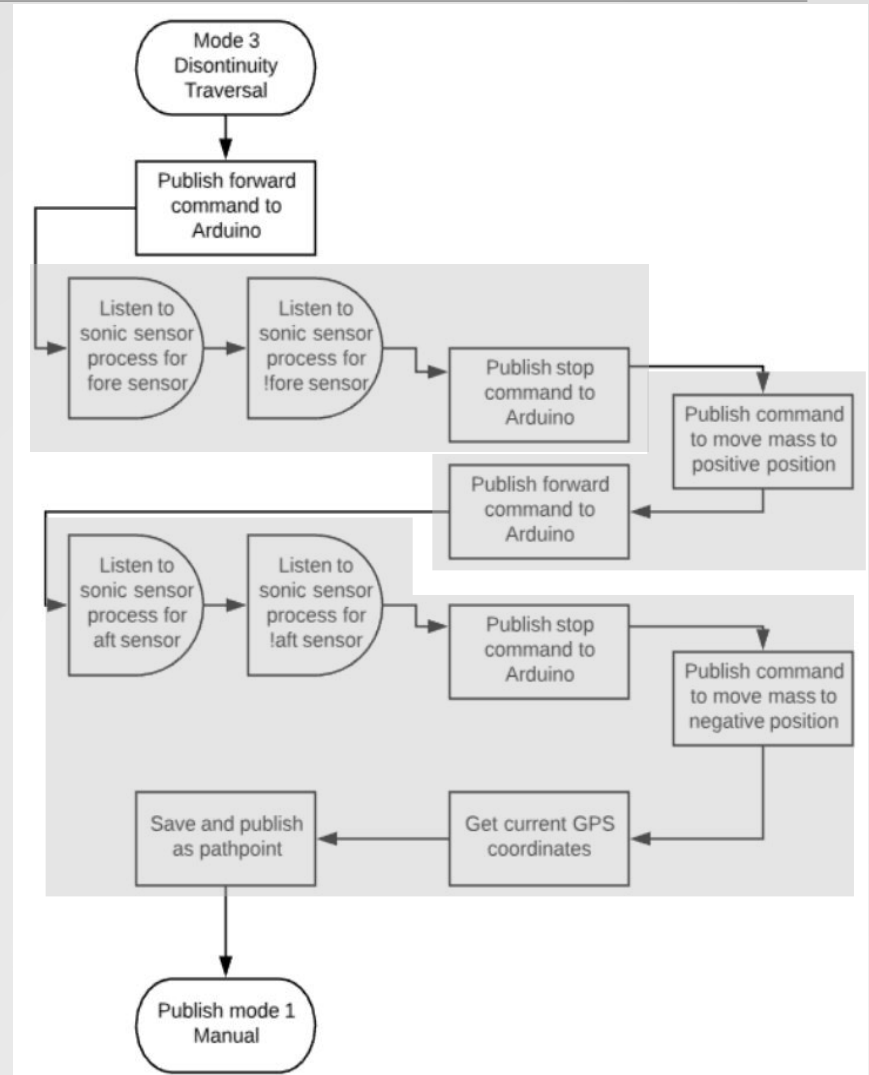 Mode 3
Disontinuity
Traversal
Publish forward
command to
Arduino
Listen to
sonic sensor
process for
fore sensor
Listen to
sonic sensor
process for
!fore sensor
Publish stop
command to
Arduino
Publish command
to move mass to
positive position
Publish forward
command to
Arduino
Listen to
sonic sensor
process for
aft sensor
Listen to
sonic sensor
process for
!aft sensor
Publish stop
command to
Arduino
Publish command
to move mass to
negative position
Get current GPS
coordinates
Save and publish
as pathpoint
Publish mode 1
Manual